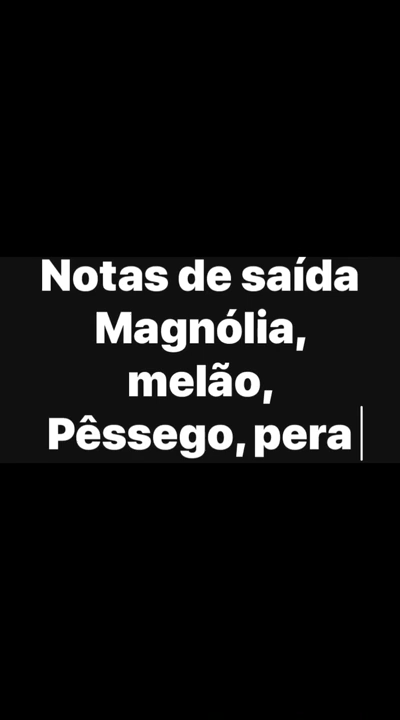 Notas de saída
Magnólia,
melão,
Pêssego, pera